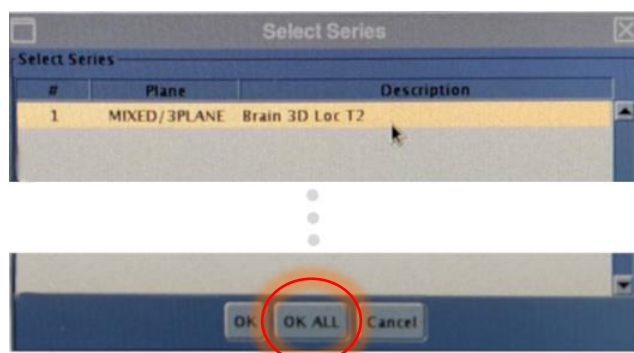 Select Series
Select Series
# Plane Description
1 MIXED/3PLANE Brain 3D Loc T2
OK OK ALL Cancel